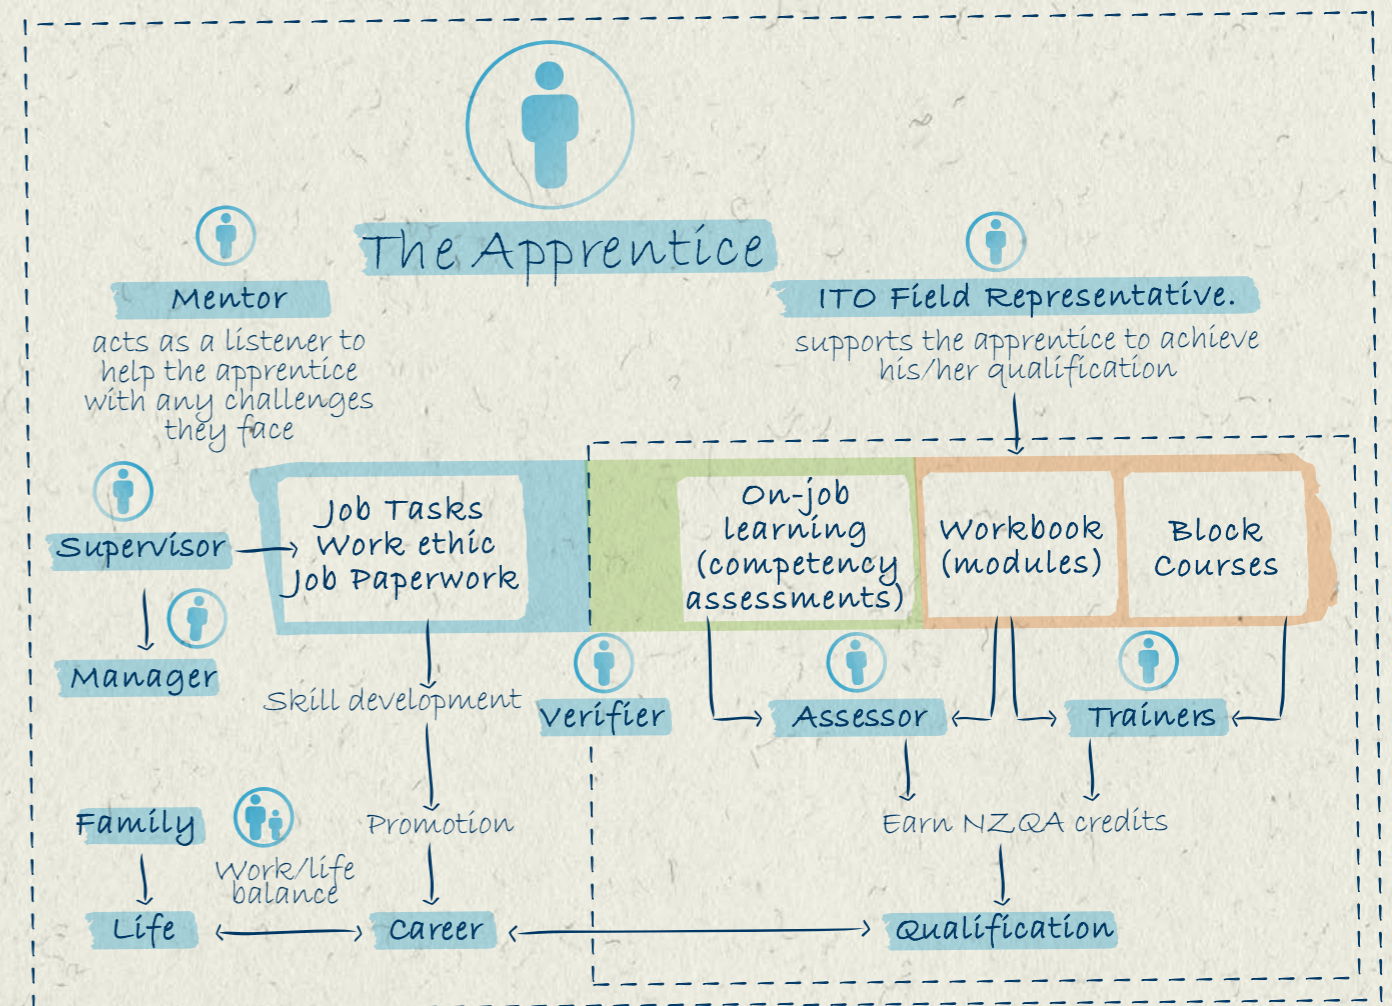 The Apprentice
Mentor
acts as a listener to
help the apprentice
with any challenges
they face
ITO Field Representative.
supports the apprentice to achieve
his/her qualification
Supervisor
Manager
Job Tasks
Work ethic
Job Paperwork
On-job
learning
(competency
assessments)
Workbook
(modules)
Block
Courses
Skill development
Verifier
Assessor
Trainers
Family
Work/life
balance
Promotion
Earn NZQA credits
Life
Career
Qualification